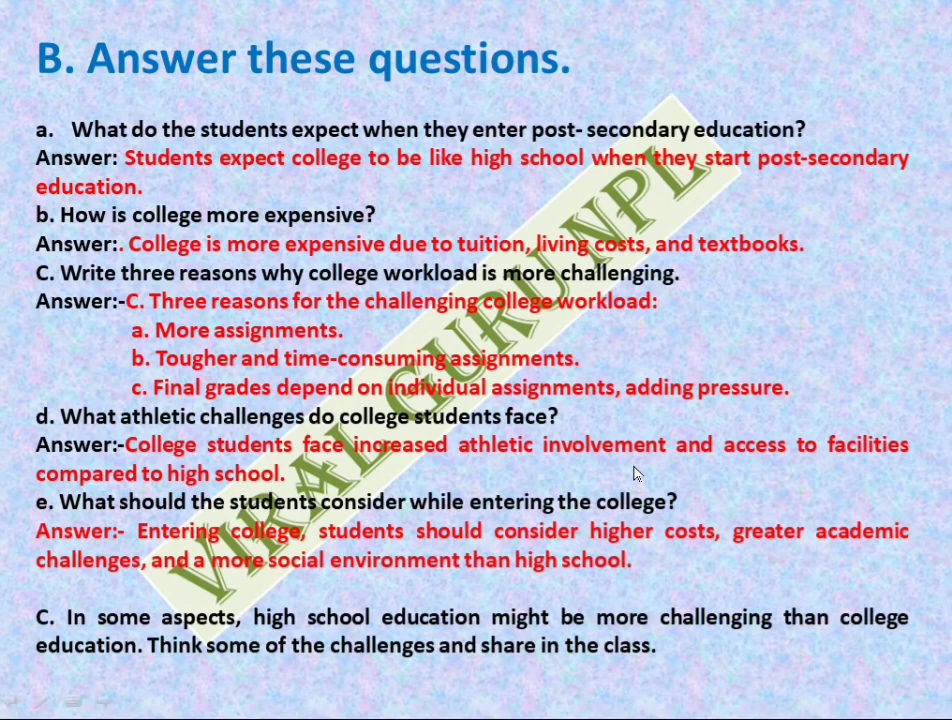 B. Answer these questions.
a. What do the students expect when they enter post- secondary education?
Answer: Students expect college to be like high school when they start post-secondary
education.
b. How is college more expensive?
Answer:. College is more expensive due to tuition, living costs, and textbooks.
C. Write three reasons why college workload is more challenging.
Answer:-C. Three reasons for the challenging college workload:
a. More assignments.
b. Tougher and time-consuming assignments.
c. Final grades depend on individual assignments, adding pressure.
d. What athletic challenges do college students face?
Answer:-College students face increased athletic involvement and access to facilities
compared to high school.
e. What should the students consider while entering the college?
Answer:- Entering college, students should consider higher costs, greater academic
challenges, and a more social environment than high school.
C. In some aspects, high school education might be more challenging than college
education. Think some of the challenges and share in the class.
VIRAL GURU NPL